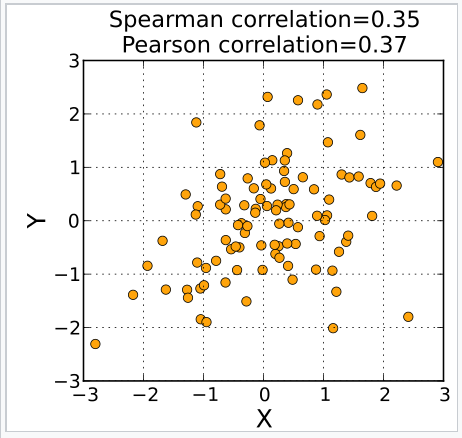 Spearman correlation=0.35
Pearson correlation=0.37
3
2
1
0
−1
−2
−3
Y
−3 −2 −1 0 1 2 3
X